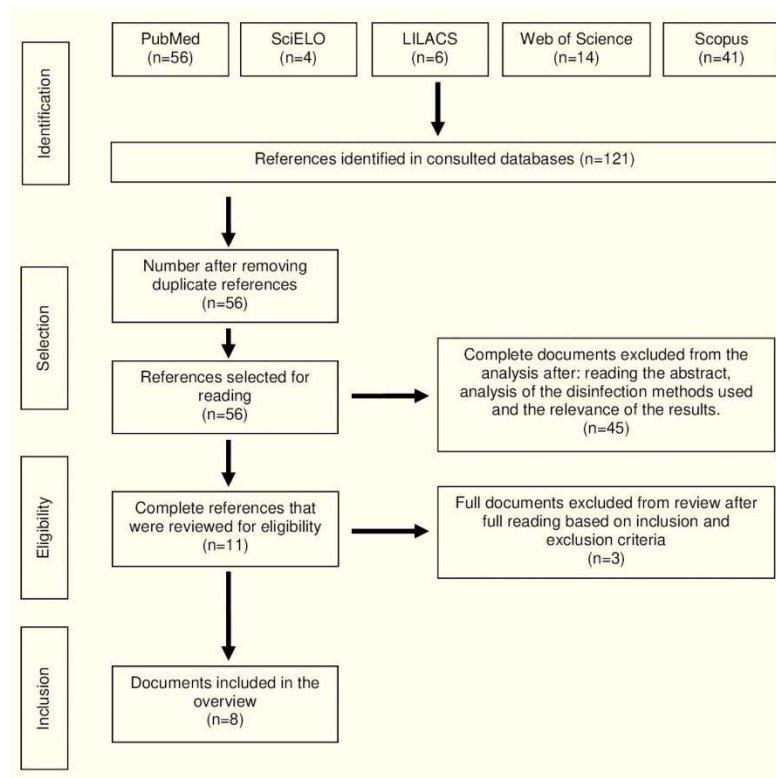 PubMed
(n=56)
SciELO
(n=4)
LILACS
(n=6)
Web of Science
(n=14)
Scopus
(n=41)
Identification
References identified in consulted databases (n=121)
Selection
Number after removing
duplicate references
(n=56)
References selected for
reading
(n=56)
Complete documents excluded from the
analysis after: reading the abstract,
analysis of the disinfection methods used
and the relevance of the results.
(n=45)
Eligibility
Complete references that
were reviewed for eligibility
(n=11)
Full documents excluded from review after
full reading based on inclusion and
exclusion criteria
(n=3)
Inclusion
Documents included in the
overview
(n=8)